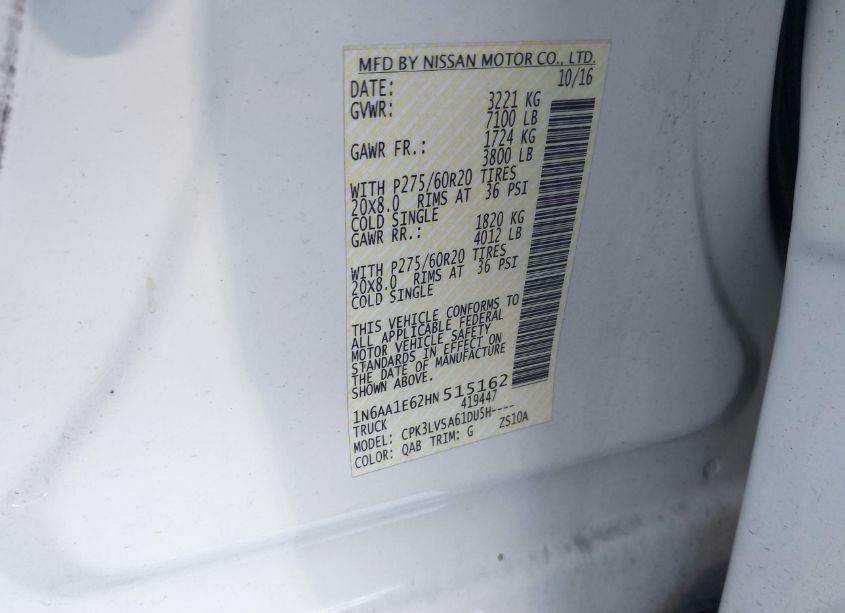 MFD BY NISSAN MOTOR CO., LTD.
DATE: 10/16
GVWR: 3221 KG
7100 LB
GAWR FR.: 1724 KG
3800 LB
WITH P275/60R20 TIRES
20X8.0 RIMS AT 36 PSI
COLD SINGLE
GAWR RR.: 1820 KG
4012 LB
WITH P275/60R20 TIRES
20X8.0 RIMS AT 36 PSI
COLD SINGLE
THIS VEHICLE CONFORMS TO
ALL APPLICABLE FEDERAL
MOTOR VEHICLE SAFETY
STANDARDS IN EFFECT ON
THE DATE OF MANUFACTURE
SHOWN ABOVE.
1N6AA1E62HN515162
TRUCK 419447
MODEL: CPK3LVSA61DU5H----
COLOR: QAB TRIM: G ZS10A